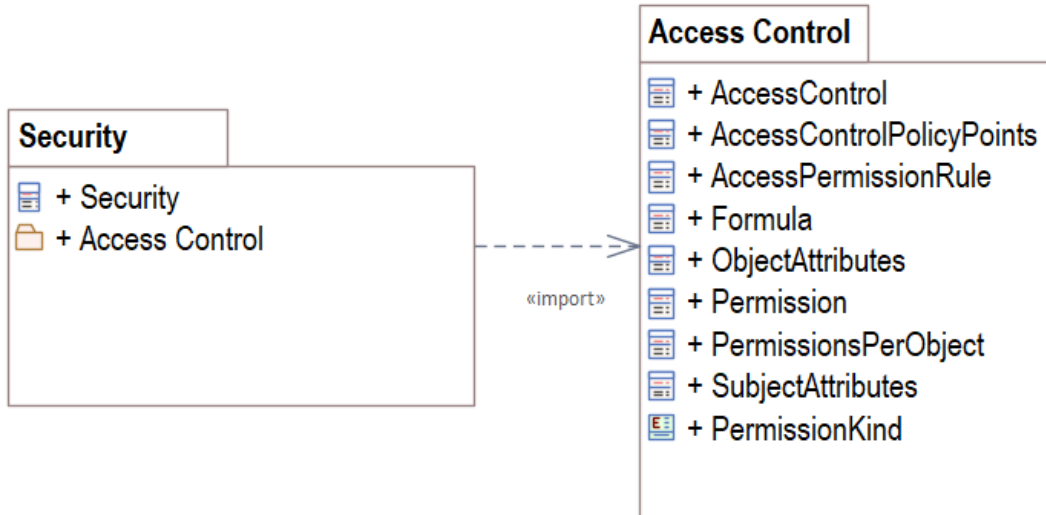 Security
+ Security
+ Access Control
«import»
Access Control
+ AccessControl
+ AccessControlPolicyPoints
+ AccessPermissionRule
+ Formula
+ ObjectAttributes
+ Permission
+ PermissionsPerObject
+ SubjectAttributes
E
+ PermissionKind